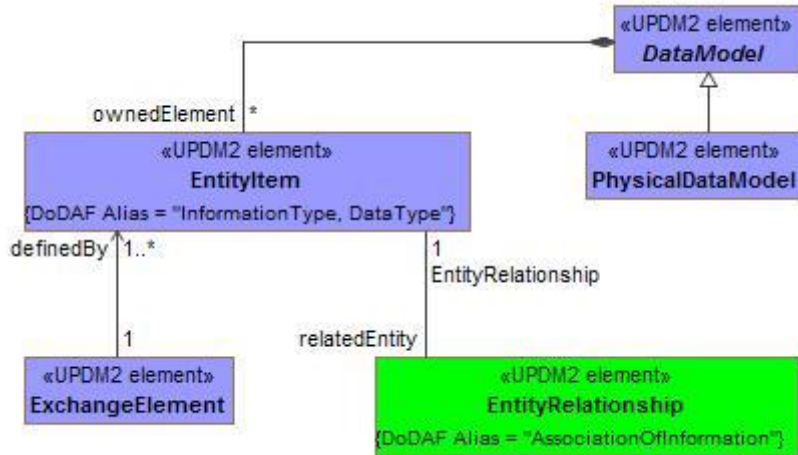 «UPDM2 element»
DataModel
ownedElement *
«UPDM2 element»
EntityItem
{DoDAF Alias = "InformationType, DataType"}
«UPDM2 element»
PhysicalDataModel
definedBy 1..*
1
EntityRelationship
1
relatedEntity
«UPDM2 element»
ExchangeElement
«UPDM2 element»
EntityRelationship
{DoDAF Alias = "AssociationOfInformation"}